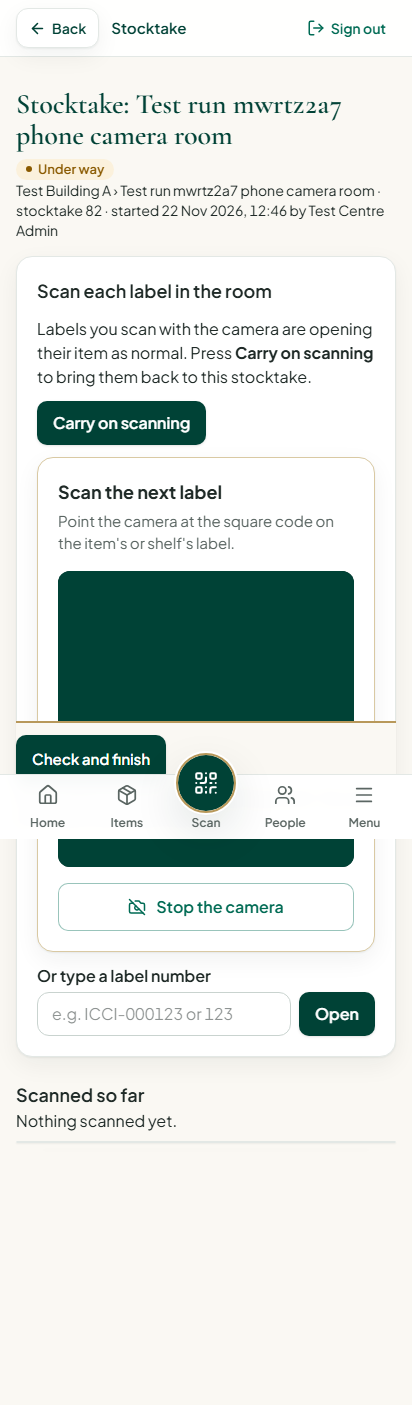 Back
Stocktake
Sign out
Stocktake: Test run mwrtz2a7
phone camera room
Under way
Test Building A › Test run mwrtz2a7 phone camera room ·
stocktake 82 · started 22 Nov 2026, 12:46 by Test Centre
Admin
Scan each label in the room
Labels you scan with the camera are opening
their item as normal. Press Carry on scanning
to bring them back to this stocktake.
Carry on scanning
Scan the next label
Point the camera at the square code on
the item's or shelf's label.
Check and finish
Home
Items
Scan
People
Menu
Stop the camera
Or type a label number
e.g. ICCI-000123 or 123
Open
Scanned so far
Nothing scanned yet.